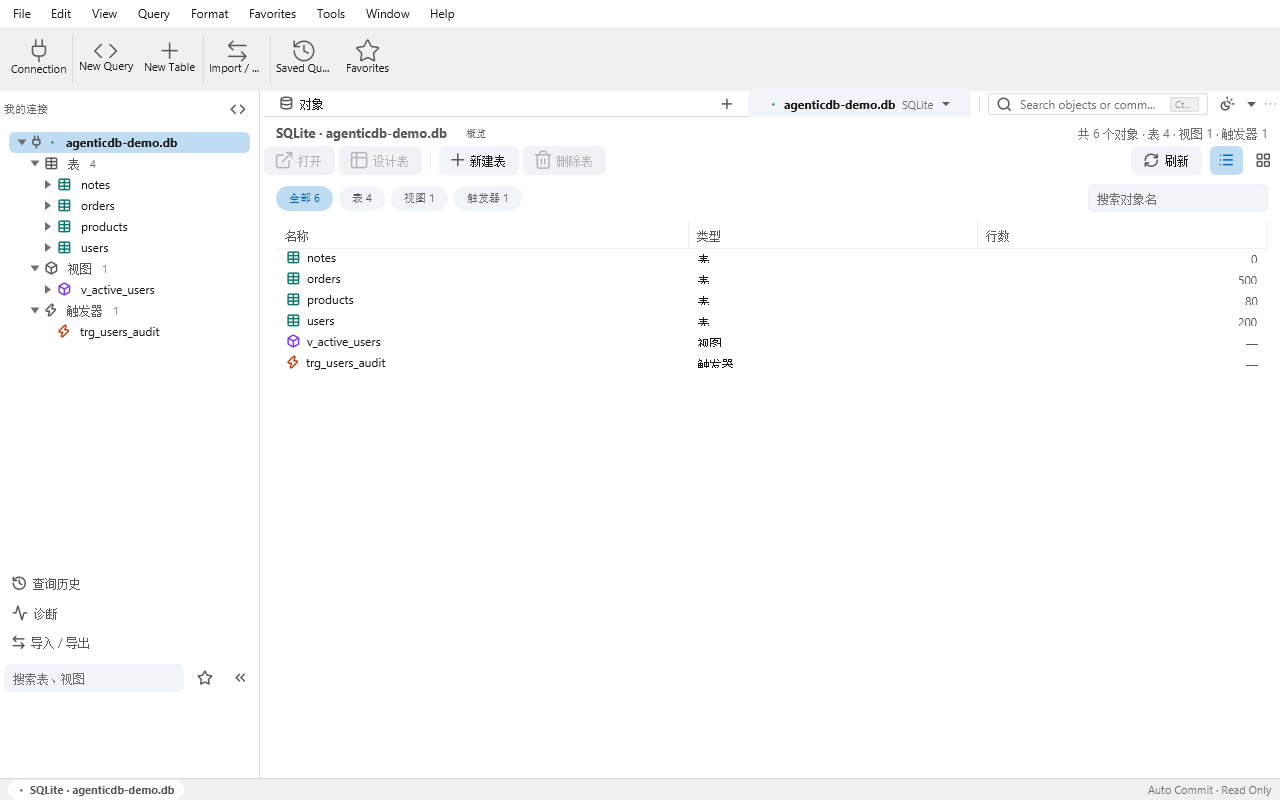 File Edit View Query Format Favorites Tools Window Help
Connection New Query New Table Import / ... Saved Qu... Favorites
我的连接
agenticdb-demo.db
表 4
notes
orders
products
users
视图 1
v_active_users
触发器 1
trg_users_audit
查询历史
诊断
导入 / 导出
搜索表、视图
对象
agenticdb-demo.db SQLite
Search objects or comm... Ct...
SQLite · agenticdb-demo.db 概览
共 6 个对象 · 表 4 · 视图 1 · 触发器 1
打开 设计表 新建表 删除表 刷新
全部 6 表 4 视图 1 触发器 1 搜索对象名
名称 类型 行数
notes 表 0
orders 表 500
products 表 80
users 表 200
v_active_users 视图 —
trg_users_audit 触发器 —
SQLite · agenticdb-demo.db
Auto Commit · Read Only